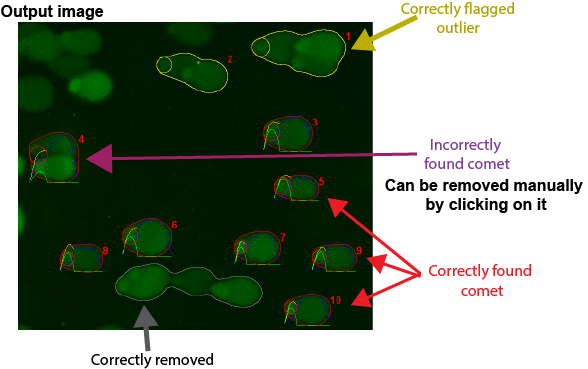 Output image
Correctly flagged
outlier
1
2
3
4
Incorrectly
found comet
Can be removed manually
by clicking on it
5
6
7
8
9
Correctly found
comet
10
Correctly removed